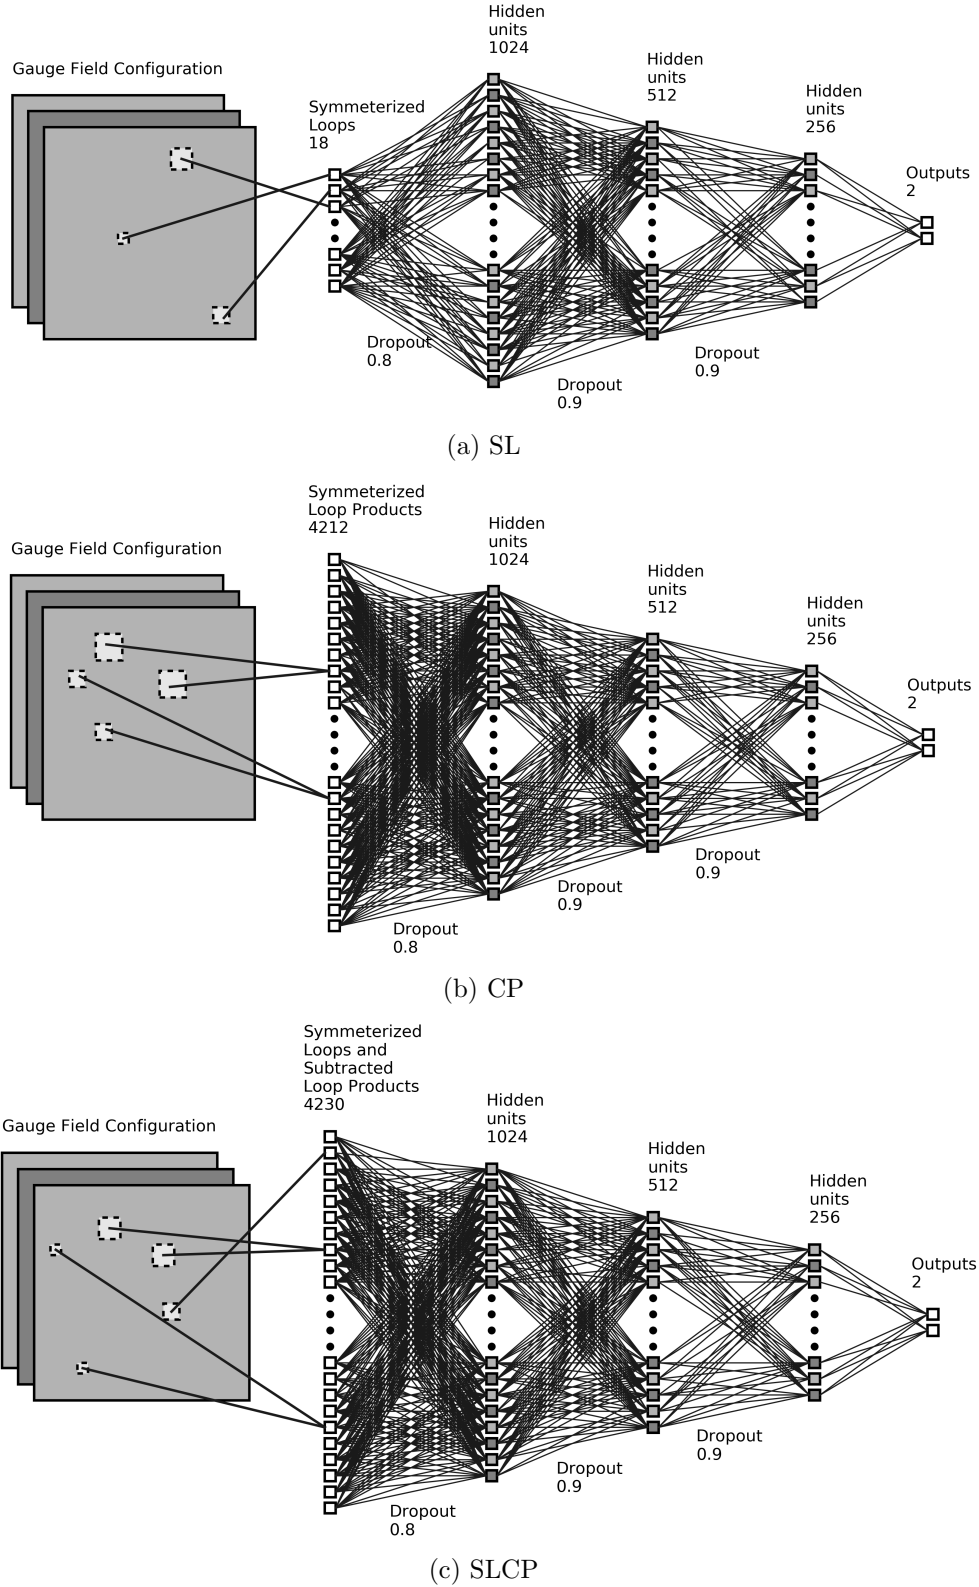 Hidden
units
1024
Hidden
units
512
Gauge Field Configuration
Hidden
units
256
Symmeterized
Loops
18
Outputs
2
Dropout
0.8
Dropout
0.9
Dropout
0.9
(a) SL
Symmeterized
Loop Products
4212
Hidden
units
1024
Gauge Field Configuration
Hidden
units
512
Hidden
units
256
Outputs
2
Dropout
0.9
Dropout
0.9
Dropout
0.8
(b) CP
Symmeterized
Loops and
Subtracted
Loop Products
4230
Hidden
units
1024
Gauge Field Configuration
Hidden
units
512
Hidden
units
256
Outputs
2
Dropout
0.9
Dropout
0.9
Dropout
0.8
(c) SLCP